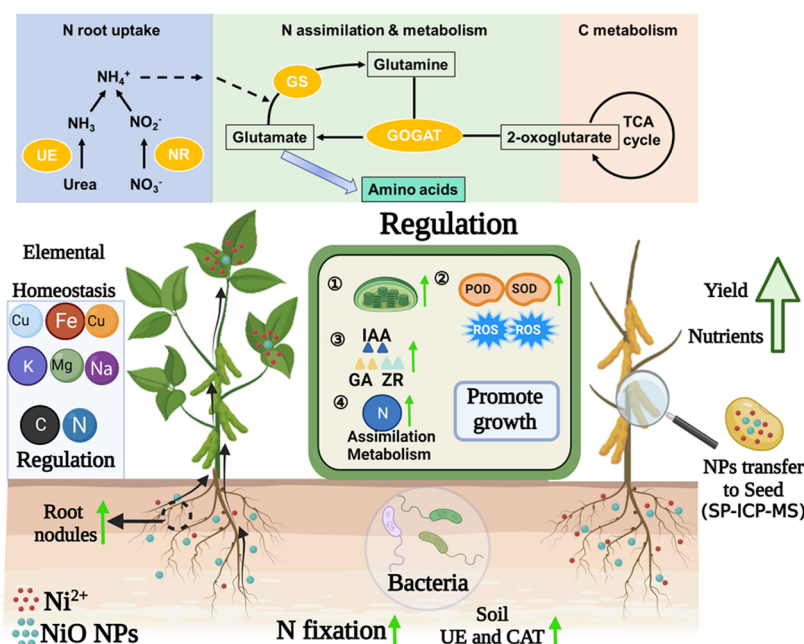 N root uptake
N assimilation & metabolism
C metabolism
NH₄⁺
GS
Glutamine
NH₃
NO₂⁻
Glutamate
GOGAT
2-oxoglutarate
TCA
cycle
UE
NR
Urea
NO₃⁻
Amino acids
Regulation
Elemental
Homeostasis
Cu
Fe
Cu
K
Mg
Na
C
N
Regulation
①
②
POD
SOD
ROS
ROS
③
IAA
GA
ZR
④
N
Assimilation
Metabolism
Promote
growth
Yield
Nutrients
NPs transfer
to Seed
(SP-ICP-MS)
Root
nodules
Bacteria
Ni²⁺
NiO NPs
N fixation
Soil
UE and CAT